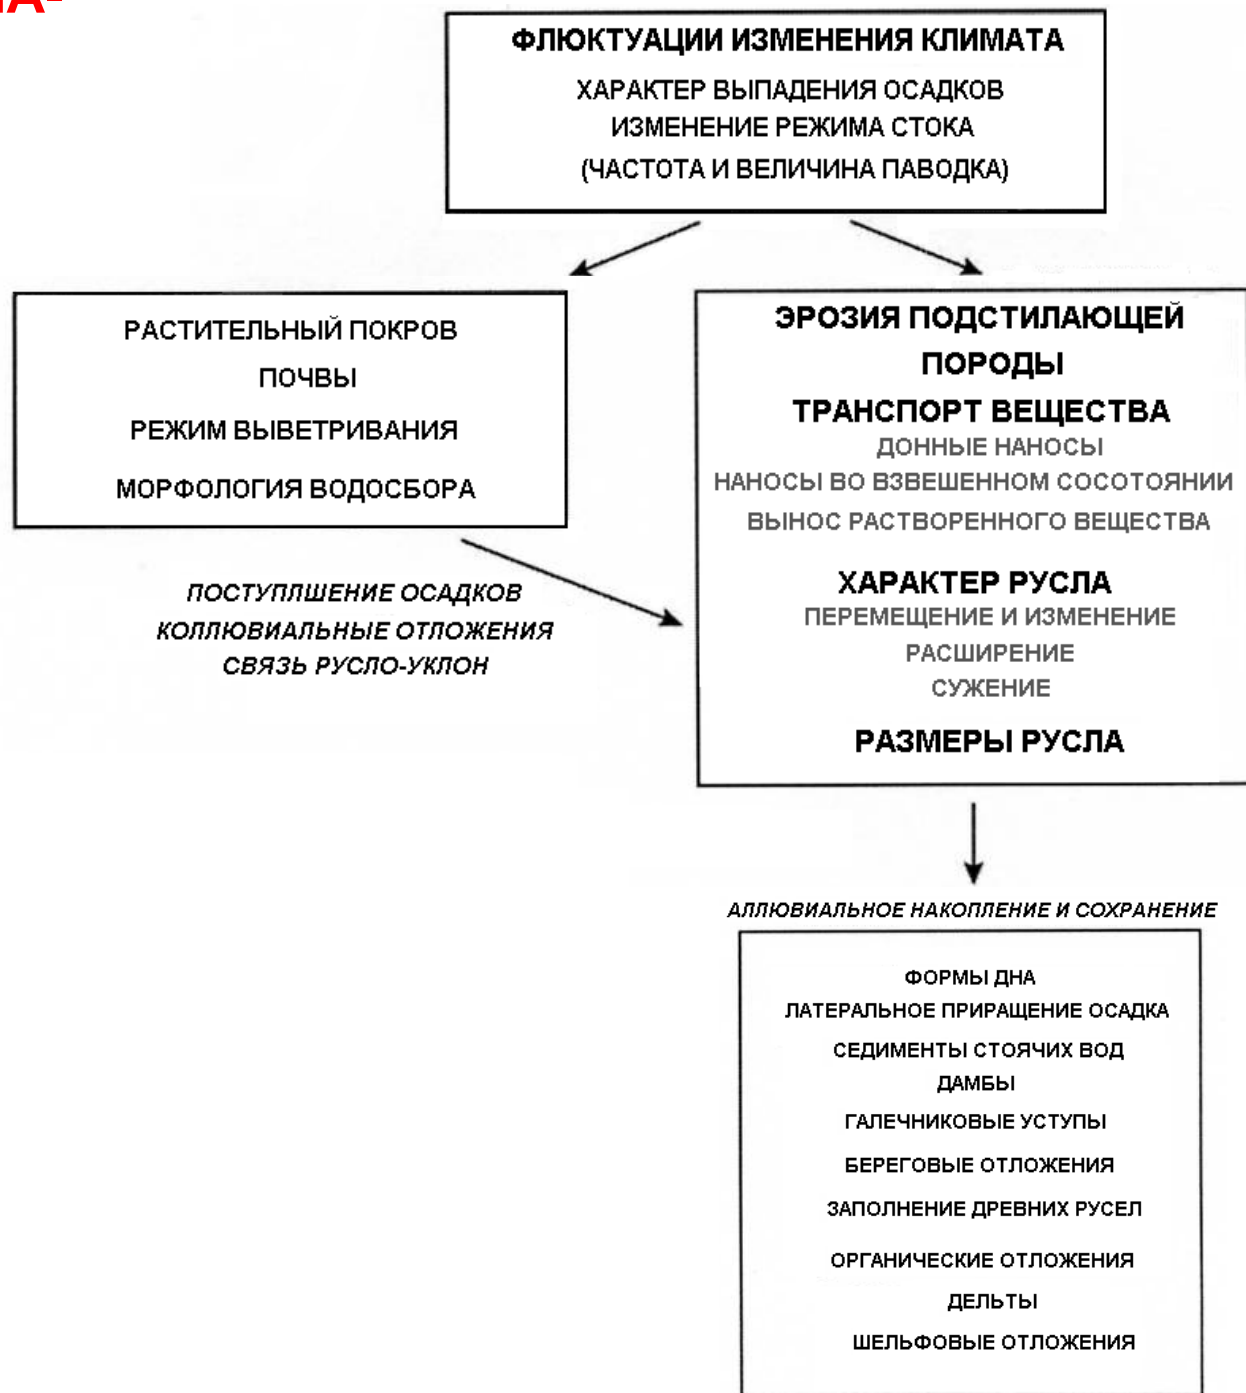 ФЛЮКТУАЦИИ ИЗМЕНЕНИЯ КЛИМАТА
ХАРАКТЕР ВЫПАДЕНИЯ ОСАДКОВ
ИЗМЕНЕНИЕ РЕЖИМА СТОКА
(ЧАСТОТА И ВЕЛИЧИНА ПАВОДКА)
РАСТИТЕЛЬНЫЙ ПОКРОВ
ПОЧВЫ
РЕЖИМ ВЫВЕТРИВАНИЯ
МОРФОЛОГИЯ ВОДОСБОРА
ПОСТУПЛШЕНИЕ ОСАДКОВ
КОЛЛЮВИАЛЬНЫЕ ОТЛОЖЕНИЯ
СВЯЗЬ РУСЛО-УКЛОН
ЭРОЗИЯ ПОДСТИЛАЮЩЕЙ
ПОРОДЫ
ТРАНСПОРТ ВЕЩЕСТВА
ДОННЫЕ НАНОСЫ
НАНОСЫ ВО ВЗВЕШЕННОМ СОСОТОЯНИИ
ВЫНОС РАСТВОРЕННОГО ВЕЩЕСТВА
ХАРАКТЕР РУСЛА
ПЕРЕМЕЩЕНИЕ И ИЗМЕНЕНИЕ
РАСШИРЕНИЕ
СУЖЕНИЕ
РАЗМЕРЫ РУСЛА
АЛЛЮВИАЛЬНОЕ НАКОПЛЕНИЕ И СОХРАНЕНИЕ
ФОРМЫ ДНА
ЛАТЕРАЛЬНОЕ ПРИРАЩЕНИЕ ОСАДКА
СЕДИМЕНТЫ СТОЯЧИХ ВОД
ДАМБЫ
ГАЛЕЧНИКОВЫЕ УСТУПЫ
БЕРЕГОВЫЕ ОТЛОЖЕНИЯ
ЗАПОЛНЕНИЕ ДРЕВНИХ РУСЕЛ
ОРГАНИЧЕСКИЕ ОТЛОЖЕНИЯ
ДЕЛЬТЫ
ШЕЛЬФОВЫЕ ОТЛОЖЕНИЯ